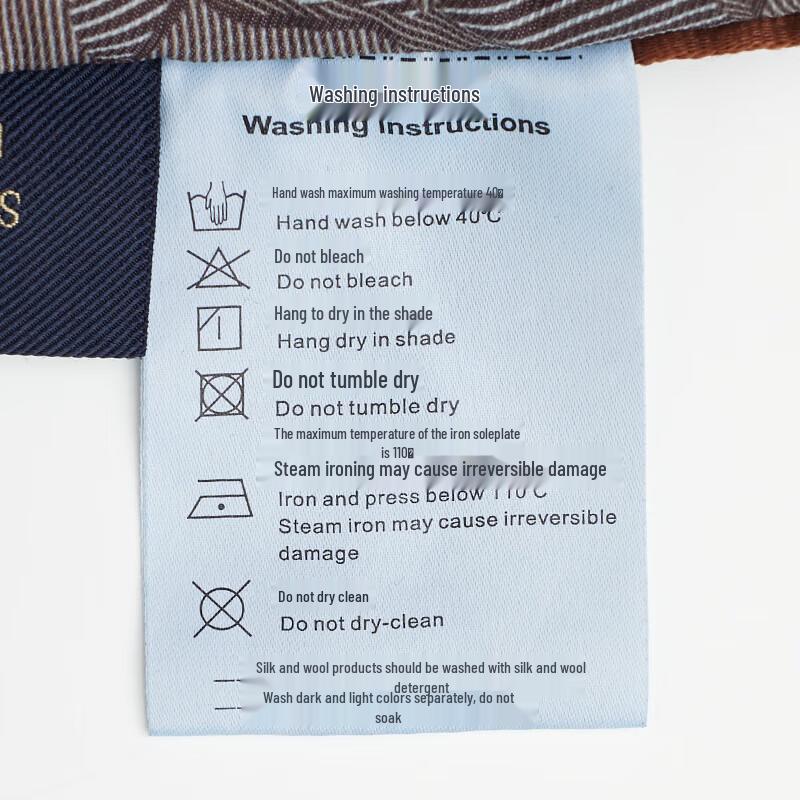 Washing instructions
Washing Instructions
Hand wash maximum washing temperature 40
Hand wash below 40°C
Do not bleach
Do not bleach
Hang to dry in the shade
Hang dry in shade
Do not tumble dry
Do not tumble dry
The maximum temperature of the iron soleplate
is 110
Steam ironing may cause irreversible damage
Iron and press below 110°C
Steam iron may cause irreversible
damage
Do not dry clean
Do not dry-clean
Silk and wool products should be washed with silk and wool
detergent
Wash dark and light colors separately, do not
soak
S